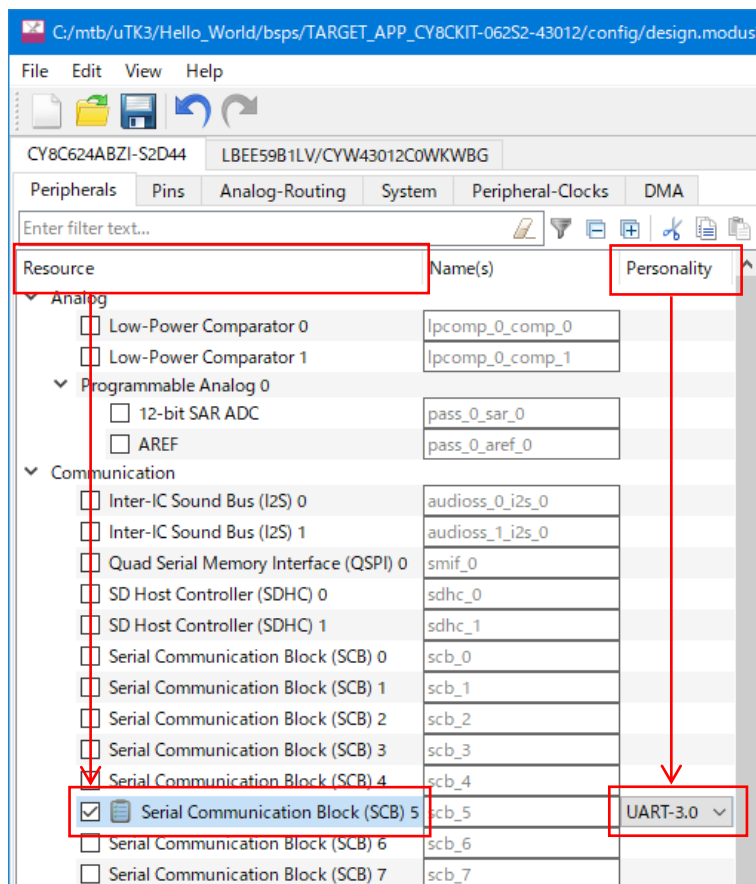 C:/mtb/uTK3/Hello_World/bsps/TARGET_APP_CY8CKIT-062S2-43012/config/design.modus
File Edit View Help
CY8C624ABZI-S2D44 LBEE59B1LV/CYW43012C0WKWBG
Peripherals Pins Analog-Routing System Peripheral-Clocks DMA
Enter filter text...
Resource Name(s) Personality
Analog
Low-Power Comparator 0 lpcomp_0_comp_0
Low-Power Comparator 1 lpcomp_0_comp_1
Programmable Analog 0
12-bit SAR ADC pass_0_sar_0
AREF pass_0_aref_0
Communication
Inter-IC Sound Bus (I2S) 0 audioss_0_i2s_0
Inter-IC Sound Bus (I2S) 1 audioss_1_i2s_0
Quad Serial Memory Interface (QSPI) 0 smif_0
SD Host Controller (SDHC) 0 sdhc_0
SD Host Controller (SDHC) 1 sdhc_1
Serial Communication Block (SCB) 0 scb_0
Serial Communication Block (SCB) 1 scb_1
Serial Communication Block (SCB) 2 scb_2
Serial Communication Block (SCB) 3 scb_3
Serial Communication Block (SCB) 4 scb_4
Serial Communication Block (SCB) 5 scb_5 UART-3.0
Serial Communication Block (SCB) 6 scb_6
Serial Communication Block (SCB) 7 scb_7